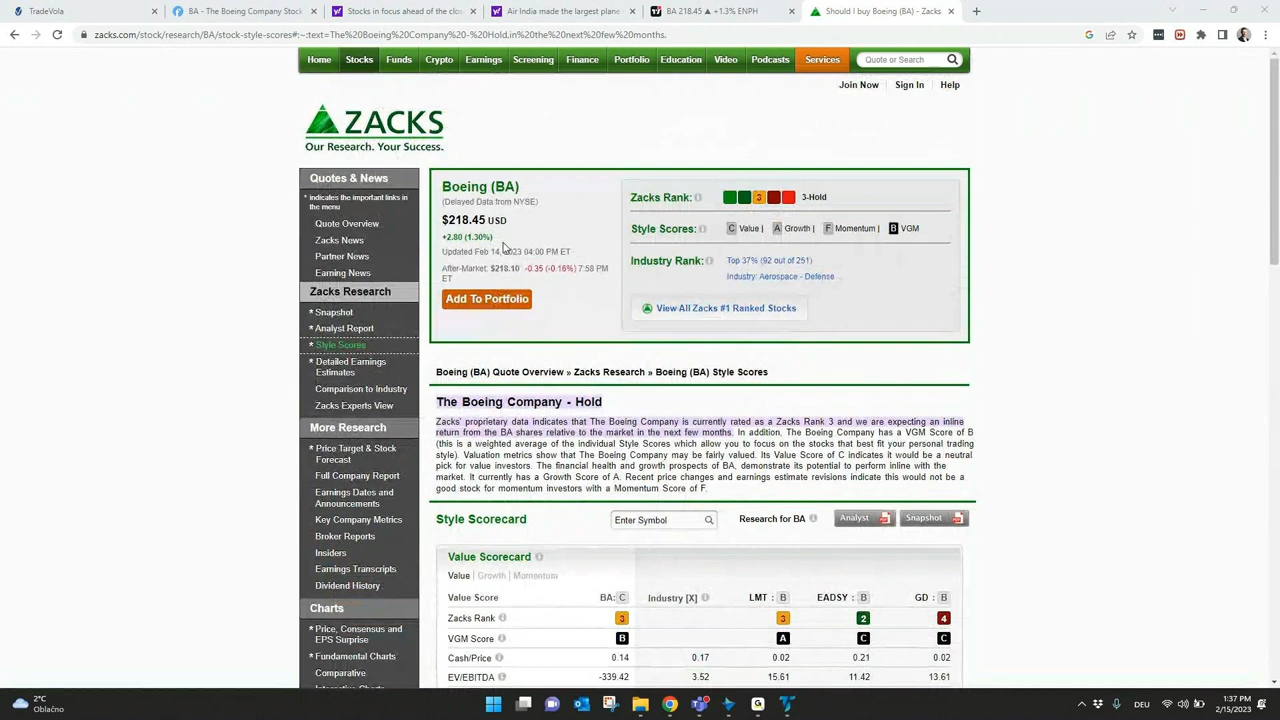 TradeVola
BA - The Boeing Company Stock
Stocks in focus ahead of the clo
Air India made the largest plane
BA 218.45 ▲ +1.3% ENPH
Should I buy Boeing (BA) - Zacks
zacks.com/stock/research/BA/stock-style-scores#:~:text=The%20Boeing%20Company%20-%20Hold,in%20the%20next%20few%20months.
Home Stocks Funds Crypto Earnings Screening Finance Portfolio Education Video Podcasts Services Quote or Search
Join Now Sign In Help
ZACKS
Our Research. Your Success.
Quotes & News
* indicates the important links in
the menu
Quote Overview
Zacks News
Partner News
Earning News
Zacks Research
* Snapshot
* Analyst Report
* Style Scores
* Detailed Earnings
Estimates
* Comparison to Industry
* Zacks Experts View
More Research
* Price Target & Stock
Forecast
Full Company Report
Earnings Dates and
Announcements
Key Company Metrics
Broker Reports
Insiders
Earnings Transcripts
Dividend History
Charts
* Price, Consensus and
EPS Surprise
* Fundamental Charts
Comparative
Boeing (BA)
(Delayed Data from NYSE)
$218.45 USD
+2.80 (1.30%)
Updated Feb 14, 2023 04:00 PM ET
After-Market: $218.10 -0.35 (-0.16%) 7:58 PM
ET
Add To Portfolio
Zacks Rank: 3 3-Hold
Style Scores: C Value | A Growth | F Momentum | B VGM
Industry Rank: Top 37% (92 out of 251)
Industry: Aerospace - Defense
View All Zacks #1 Ranked Stocks
Boeing (BA) Quote Overview » Zacks Research » Boeing (BA) Style Scores
The Boeing Company - Hold
Zacks' proprietary data indicates that The Boeing Company is currently rated as a Zacks Rank 3 and we are expecting an inline
return from the BA shares relative to the market in the next few months. In addition, The Boeing Company has a VGM Score of B
(this is a weighted average of the individual Style Scores which allow you to focus on the stocks that best fit your personal trading
style). Valuation metrics show that The Boeing Company may be fairly valued. Its Value Score of C indicates it would be a neutral
pick for value investors. The financial health and growth prospects of BA, demonstrate its potential to perform inline with the
market. It currently has a Growth Score of A. Recent price changes and earnings estimate revisions indicate this would not be a
good stock for momentum investors with a Momentum Score of F.
Style Scorecard Enter Symbol Research for BA Analyst Snapshot
Value Scorecard
Value | Growth | Momentum
Value Score BA: C Industry [X] LMT : B EADSY : B GD : B
Zacks Rank 3 3 2 4
VGM Score B A C C
Cash/Price 0.14 0.17 0.02 0.21 0.02
EV/EBITDA -339.42 3.52 15.61 11.42 13.61
2°C
Oblačno
DEU
1:37 PM
2/15/2023